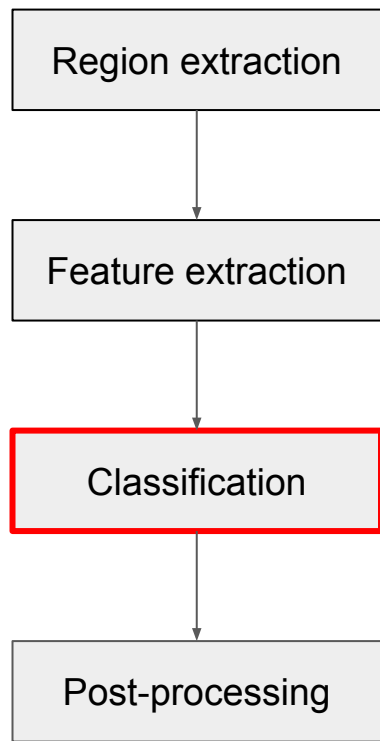 Region extraction
Feature extraction
Classification
Post-processing